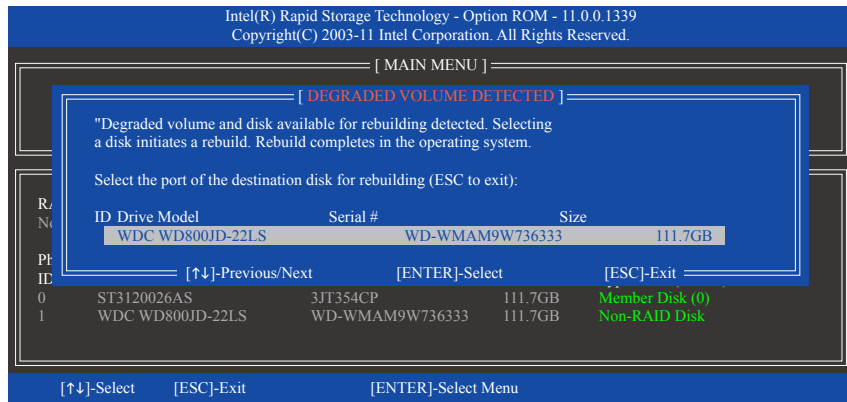 Intel(R) Rapid Storage Technology - Option ROM - 11.0.0.1339
Copyright(C) 2003-11 Intel Corporation. All Rights Reserved.
[ MAIN MENU ]
[ DEGRADED VOLUME DETECTED ]
"Degraded volume and disk available for rebuilding detected. Selecting
a disk initiates a rebuild. Rebuild completes in the operating system.
Select the port of the destination disk for rebuilding (ESC to exit):
ID Drive Model Serial # Size
WDC WD800JD-22LS WD-WMAM9W736333 111.7GB
[↑↓]-Previous/Next [ENTER]-Select [ESC]-Exit
ID
0 ST3120026AS 3JT354CP 111.7GB Member Disk (0)
1 WDC WD800JD-22LS WD-WMAM9W736333 111.7GB Non-RAID Disk
[↑↓]-Select [ESC]-Exit [ENTER]-Select Menu